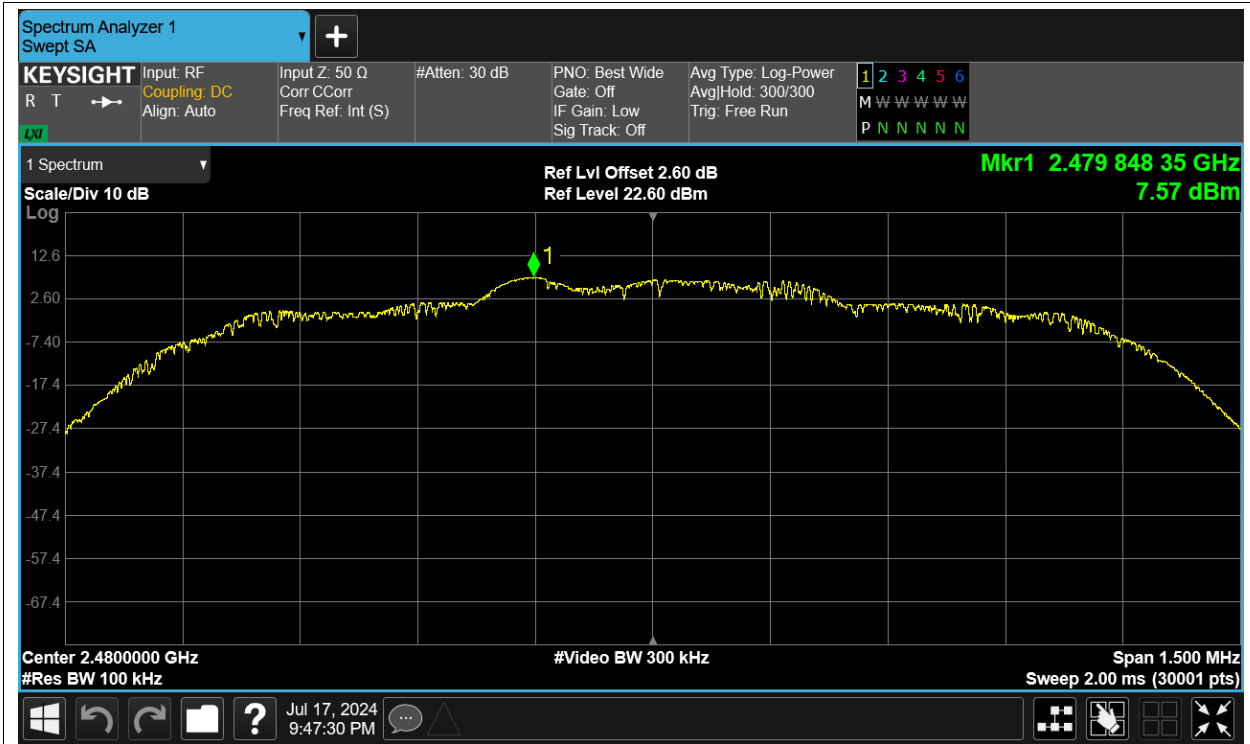 Spectrum Analyzer 1
Swept SA
KEYSIGHT
R T
LXI
Input: RF
Coupling: DC
Align: Auto
Input Z: 50 Ω
Corr CCorr
Freq Ref: Int (S)
#Atten: 30 dB
PNO: Best Wide
Gate: Off
IF Gain: Low
Sig Track: Off
Avg Type: Log-Power
Avg|Hold: 300/300
Trig: Free Run
1 2 3 4 5 6
M W W W W W
P N N N N N
1 Spectrum
Scale/Div 10 dB
Ref Lvl Offset 2.60 dB
Ref Level 22.60 dBm
Mkr1 2.479 848 35 GHz
7.57 dBm
Log
1
12.6
2.60
-7.40
-17.4
-27.4
-37.4
-47.4
-57.4
-67.4
Center 2.4800000 GHz
#Video BW 300 kHz
Span 1.500 MHz
#Res BW 100 kHz
Sweep 2.00 ms (30001 pts)
?
Jul 17, 2024
9:47:30 PM